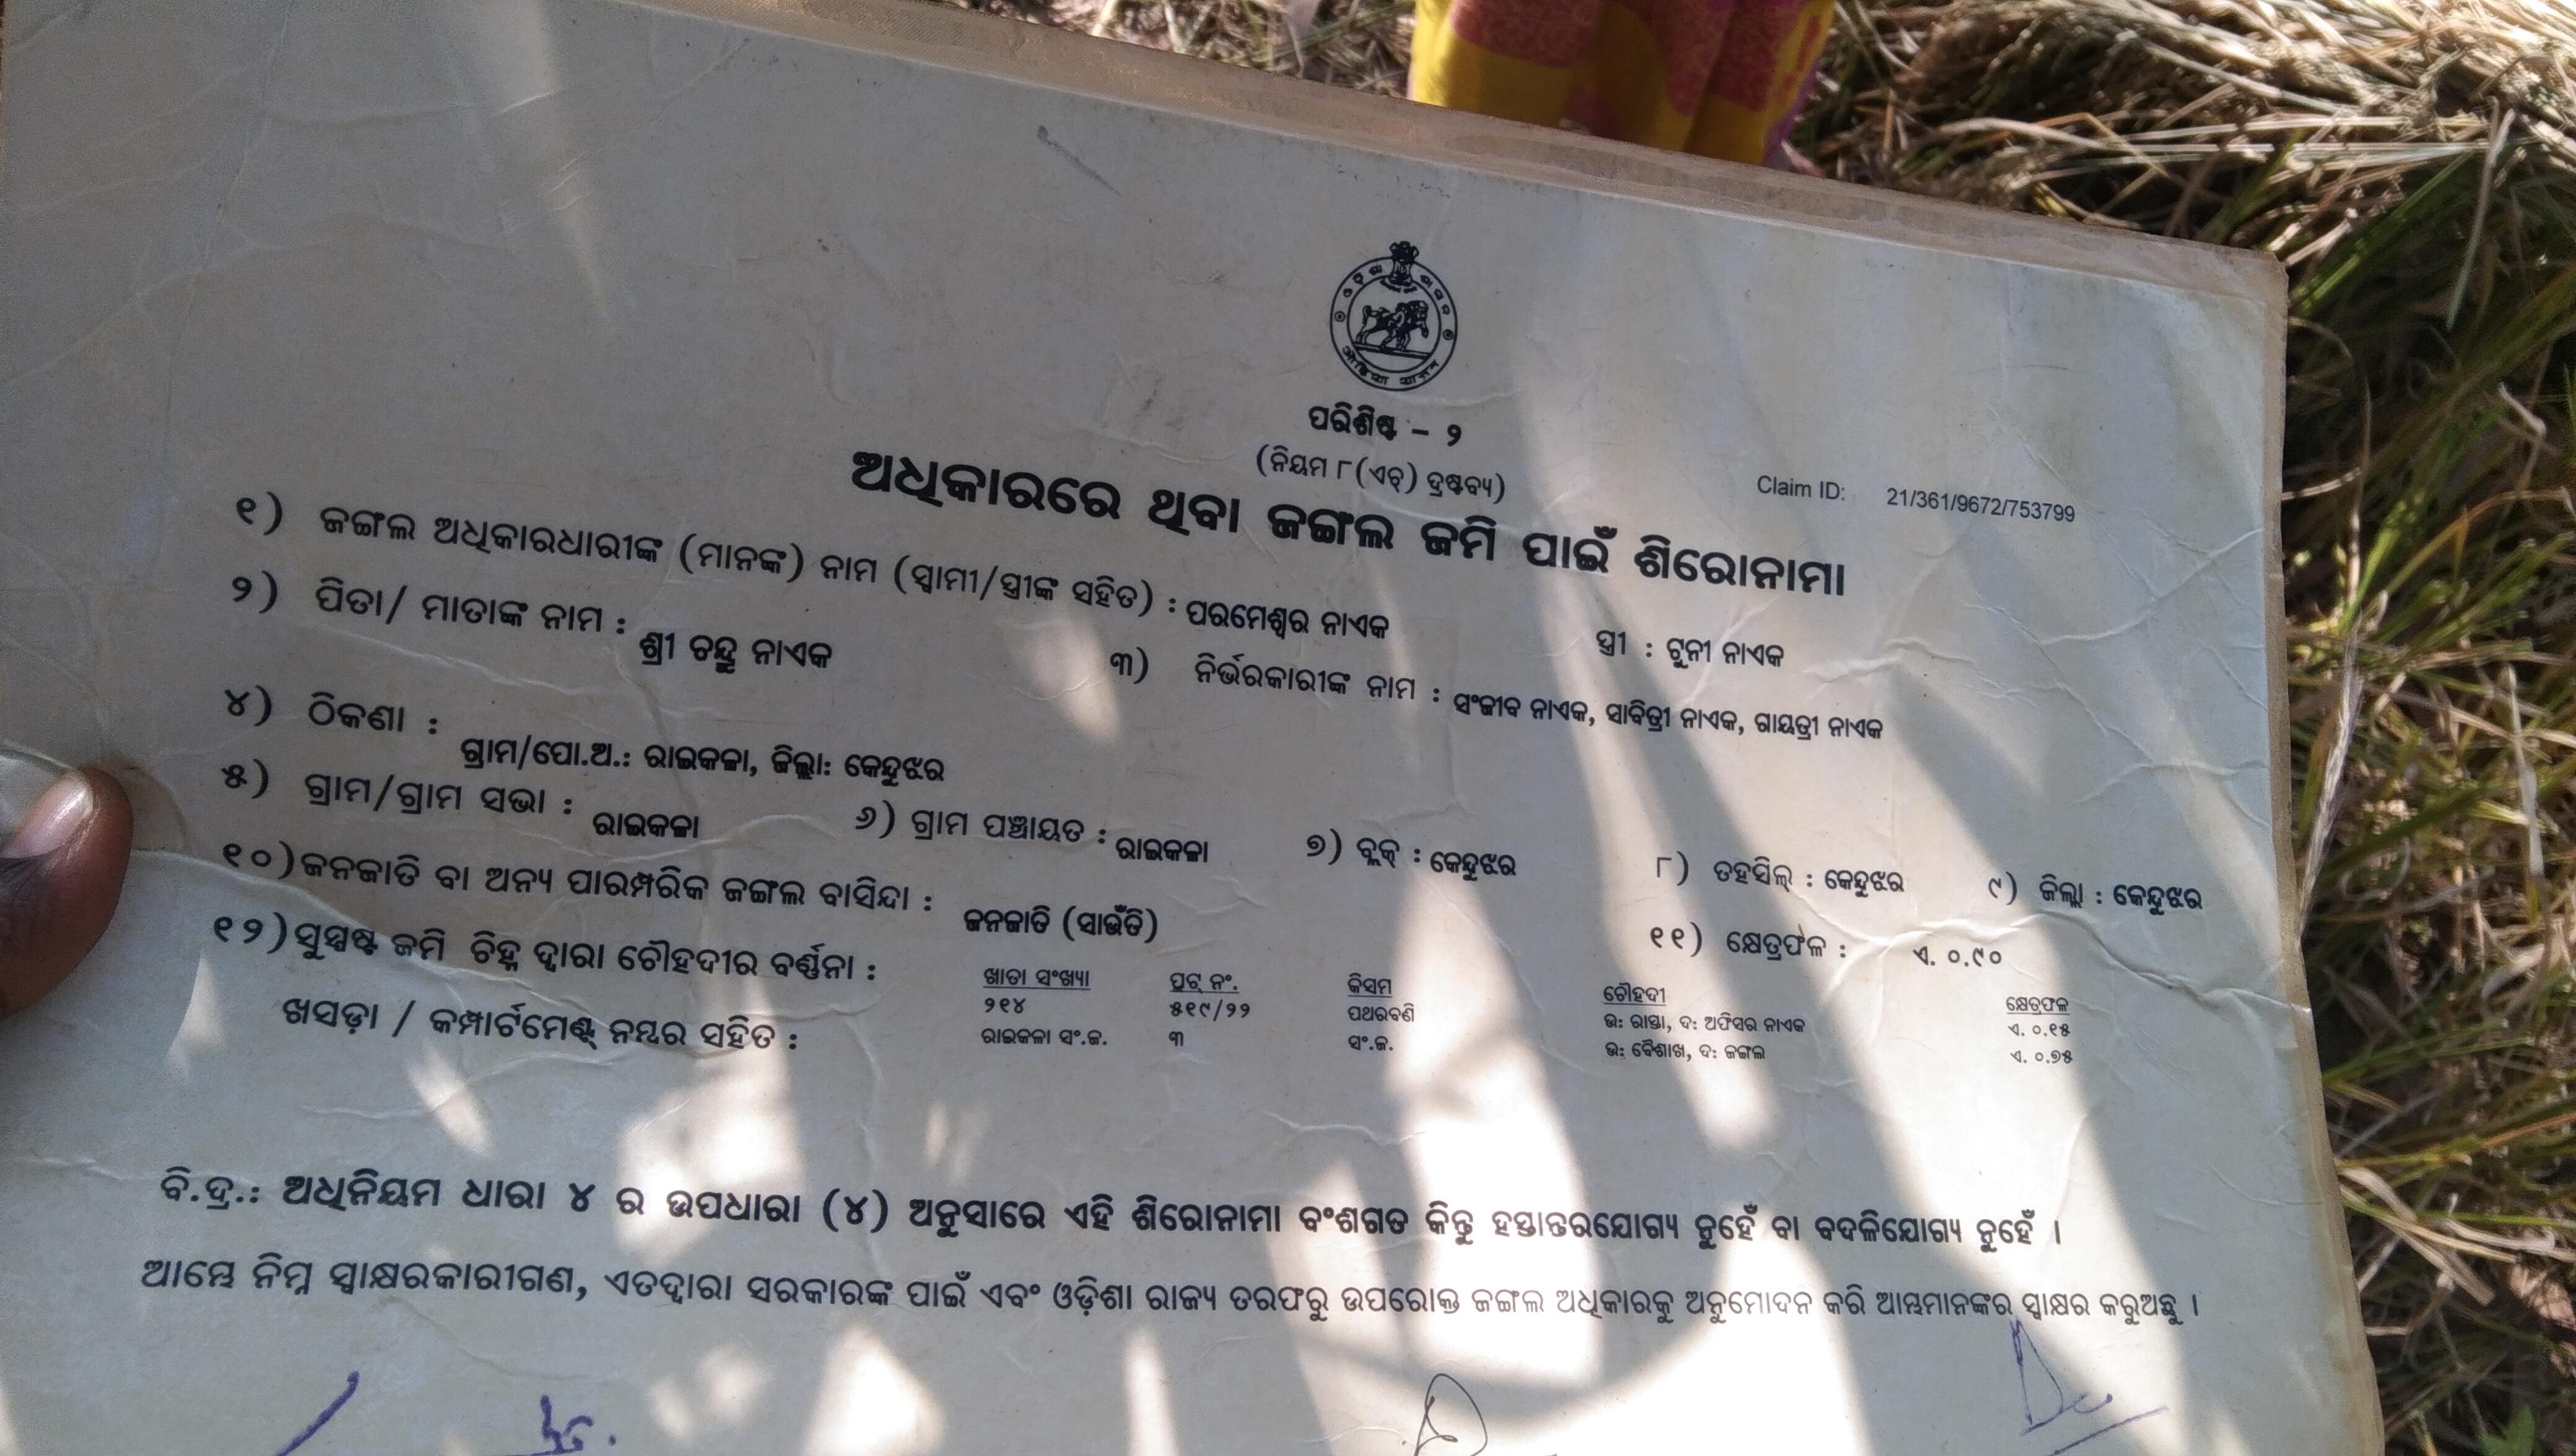 ପରିଶିଷ୍ଟ – ୨
(ନିୟମ ୮(ଏଚ୍) ଦ୍ରଷ୍ଟବ୍ୟ)
Claim ID: 21/361/9672/753799
ଅଧିକାରରେ ଥିବା ଜଙ୍ଗଲ ଜମି ପାଇଁ ଶିରୋନାମା
୧) ଜଙ୍ଗଲ ଅଧିକାରଧାରୀଙ୍କ (ମାନଙ୍କ) ନାମ (ସ୍ୱାମୀ/ସ୍ତ୍ରୀଙ୍କ ସହିତ) : ପରମେଶ୍ୱର ନାଏକ ସ୍ତ୍ରୀ : ଟୁନୀ ନାଏକ
୨) ପିତା/ ମାତାଙ୍କ ନାମ : ଶ୍ରୀ ଚନ୍ଦ୍ରୁ ନାଏକ ୩) ନିର୍ଭରକାରୀଙ୍କ ନାମ : ସଂଜୀବ ନାଏକ, ସାବିତ୍ରୀ ନାଏକ, ଗାୟତ୍ରୀ ନାଏକ
୪) ଠିକଣା : ଗ୍ରାମ/ପୋ.ଅ.: ରାଇକଳା, ଜିଲ୍ଲା: କେନ୍ଦୁଝର
୫) ଗ୍ରାମ/ଗ୍ରାମ ସଭା : ରାଇକଳା ୬) ଗ୍ରାମ ପଞ୍ଚାୟତ : ରାଇକଳା ୭) ବ୍ଲକ୍ : କେନ୍ଦୁଝର ୮) ତହସିଲ୍ : କେନ୍ଦୁଝର ୯) ଜିଲ୍ଲା : କେନ୍ଦୁଝର
୧୦) ଜନଜାତି ବା ଅନ୍ୟ ପାରମ୍ପରିକ ଜଙ୍ଗଲ ବାସିନ୍ଦା : ଜନଜାତି (ସାଉଁତି) ୧୧) କ୍ଷେତ୍ରଫଳ : ଏ. ୦.୯୦
୧୨) ସୁସ୍ପଷ୍ଟ ଜମି ଚିହ୍ନ ଦ୍ୱାରା ଚୌହଦୀର ବର୍ଣ୍ଣନା :
ଖସଡ଼ା / କମ୍ପାର୍ଟମେଣ୍ଟ୍ ନମ୍ବର ସହିତ :
ଖାତା ସଂଖ୍ୟା ପ୍ଲଟ୍ ନଂ. କିସମ ଚୌହଦୀ କ୍ଷେତ୍ରଫଳ
୨୧୪ ୫୧୯/୨୨ ପଥରବଣି ଉ: ରାସ୍ତା, ଦ: ଅଫିସର ନାଏକ ଏ. ୦.୧୫
ରାଇକଳା ସଂ.ଜ. ୩ ସଂ.ଜ. ଉ: ବୈଶାଖ, ଦ: ଜଙ୍ଗଲ ଏ. ୦.୭୫
ବି.ଦ୍ର.: ଅଧିନିୟମ ଧାରା ୪ ର ଉପଧାରା (୪) ଅନୁସାରେ ଏହି ଶିରୋନାମା ବଂଶଗତ କିନ୍ତୁ ହସ୍ତାନ୍ତରଯୋଗ୍ୟ ନୁହେଁ ବା ବଦଳିଯୋଗ୍ୟ ନୁହେଁ ।
ଆମ୍ଭେ ନିମ୍ନ ସ୍ୱାକ୍ଷରକାରୀଗଣ, ଏତଦ୍ୱାରା ସରକାରଙ୍କ ପାଇଁ ଏବଂ ଓଡ଼ିଶା ରାଜ୍ୟ ତରଫରୁ ଉପରୋକ୍ତ ଜଙ୍ଗଲ ଅଧିକାରକୁ ଅନୁମୋଦନ କରି ଆମ୍ଭମାନଙ୍କର ସ୍ୱାକ୍ଷର କରୁଅଛୁ ।